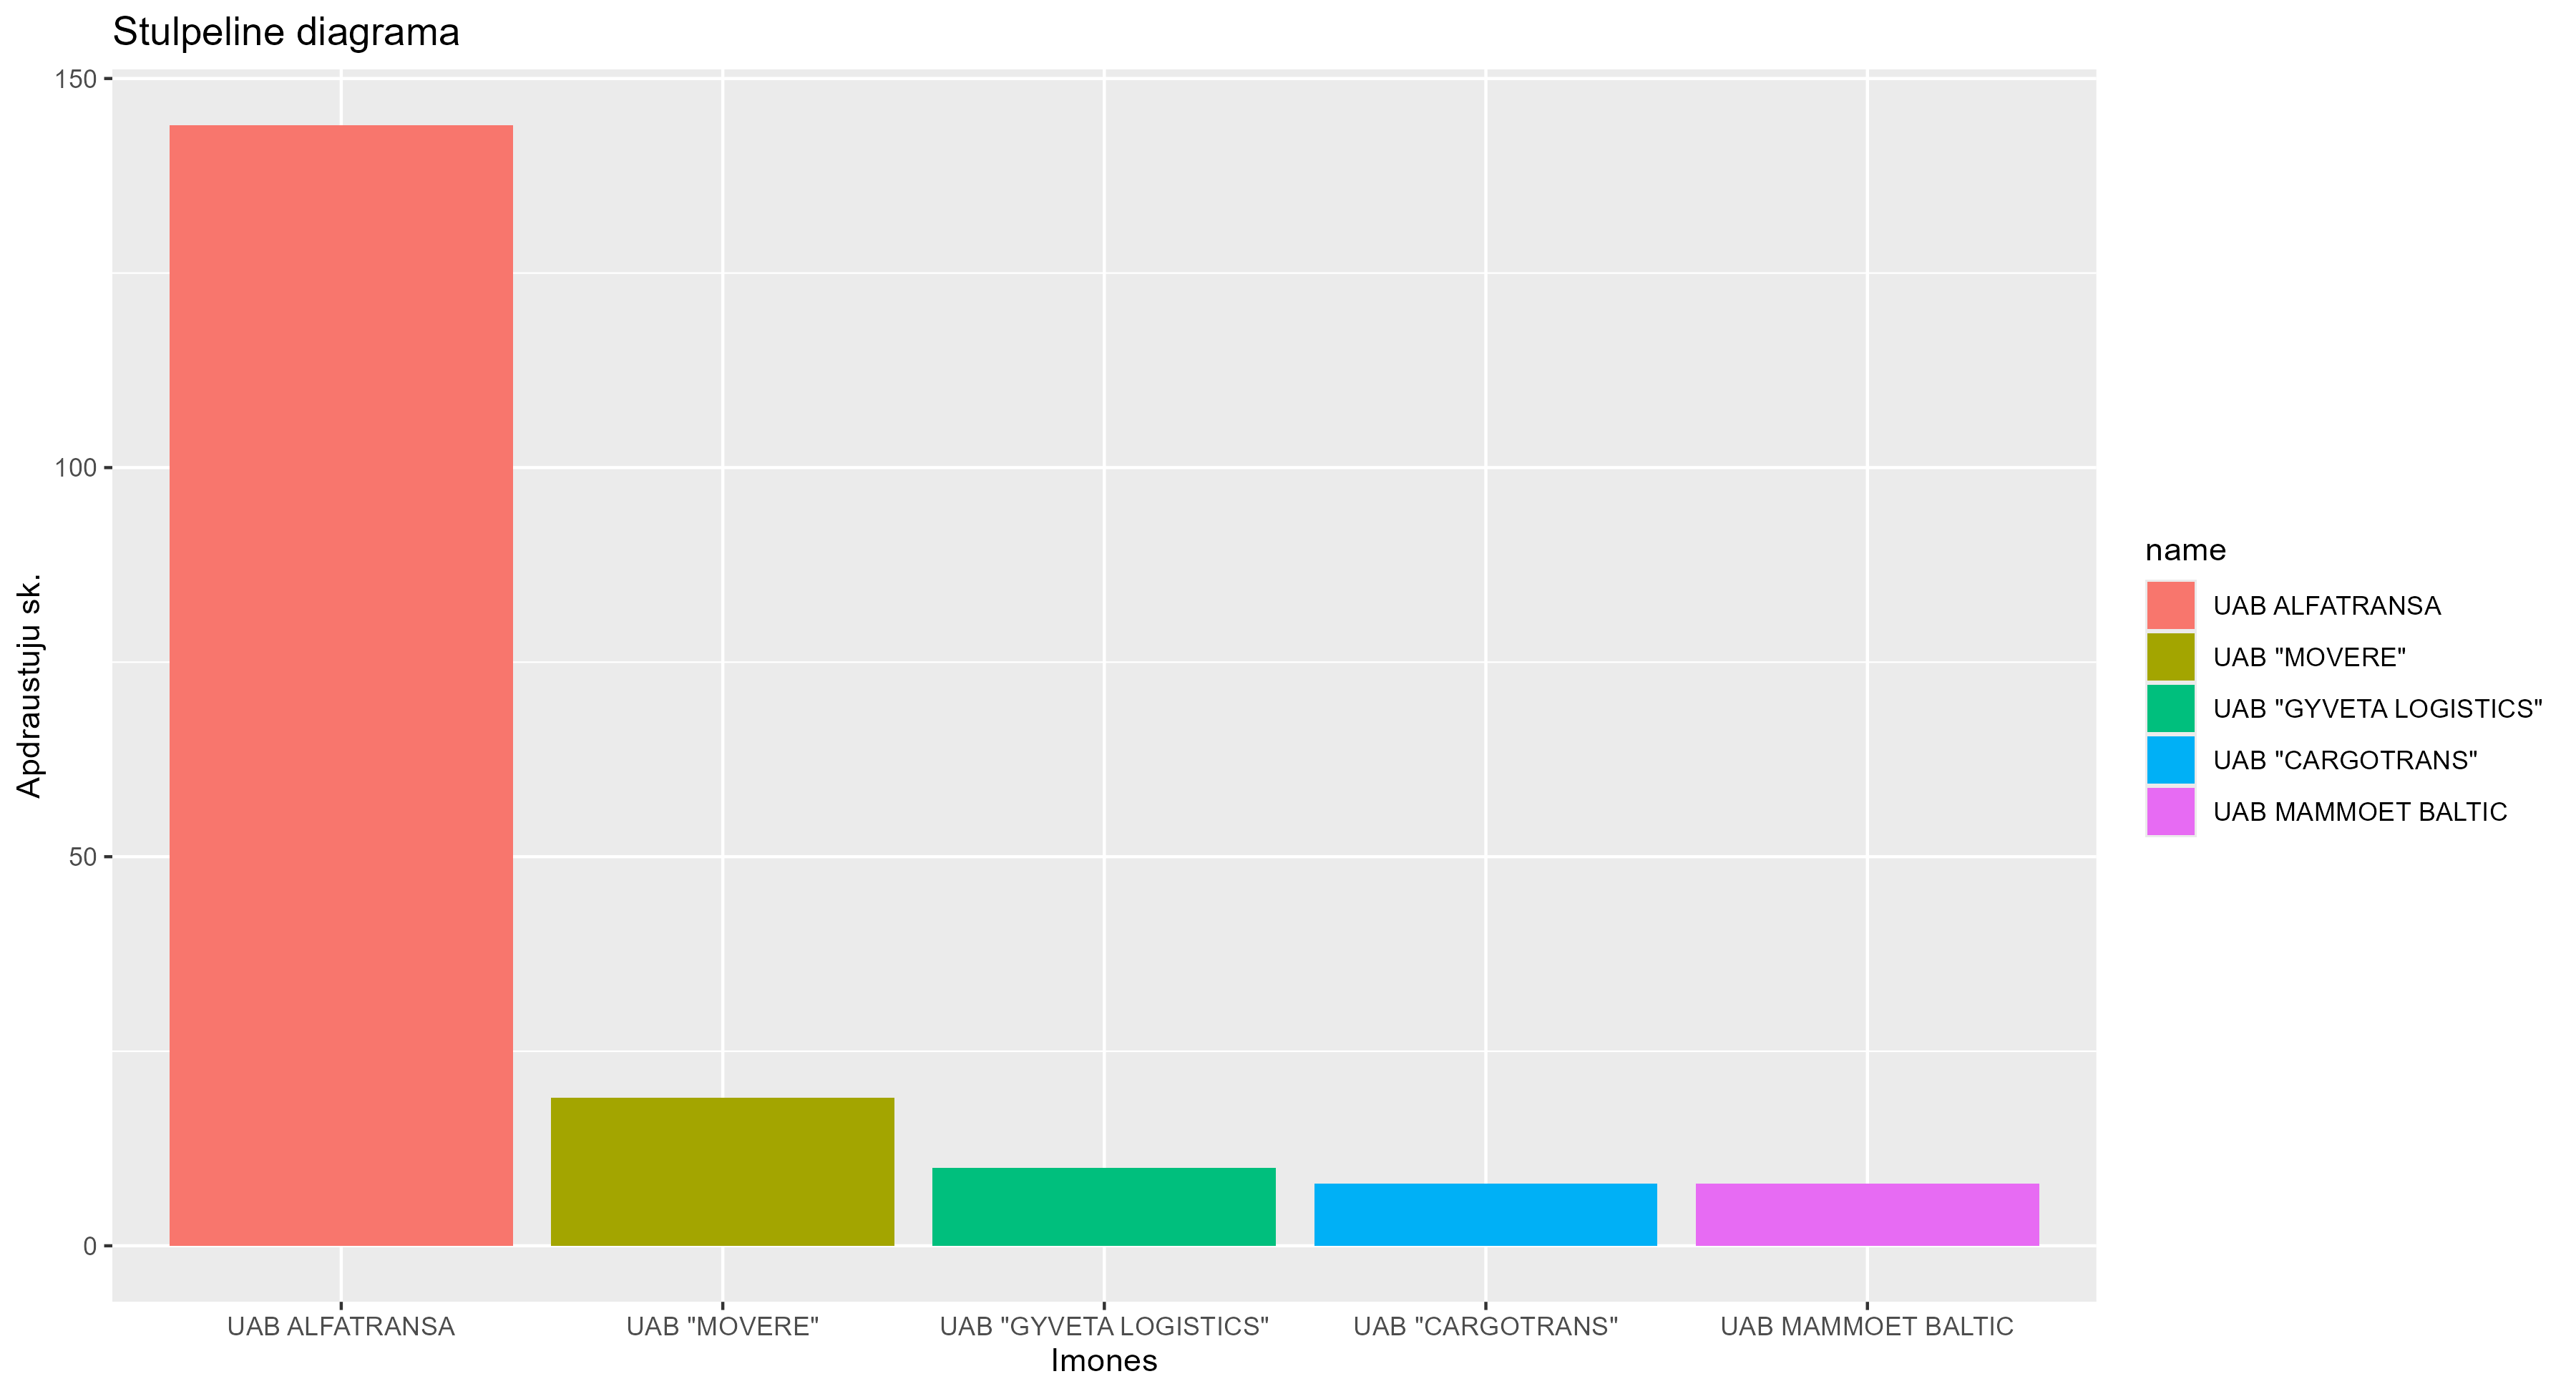 Stulpeline diagrama
150
100
50
0
Apdraustuju sk.
UAB ALFATRANSA
UAB "MOVERE"
UAB "GYVETA LOGISTICS"
UAB "CARGOTRANS"
UAB MAMMOET BALTIC
Imones
name
UAB ALFATRANSA
UAB "MOVERE"
UAB "GYVETA LOGISTICS"
UAB "CARGOTRANS"
UAB MAMMOET BALTIC